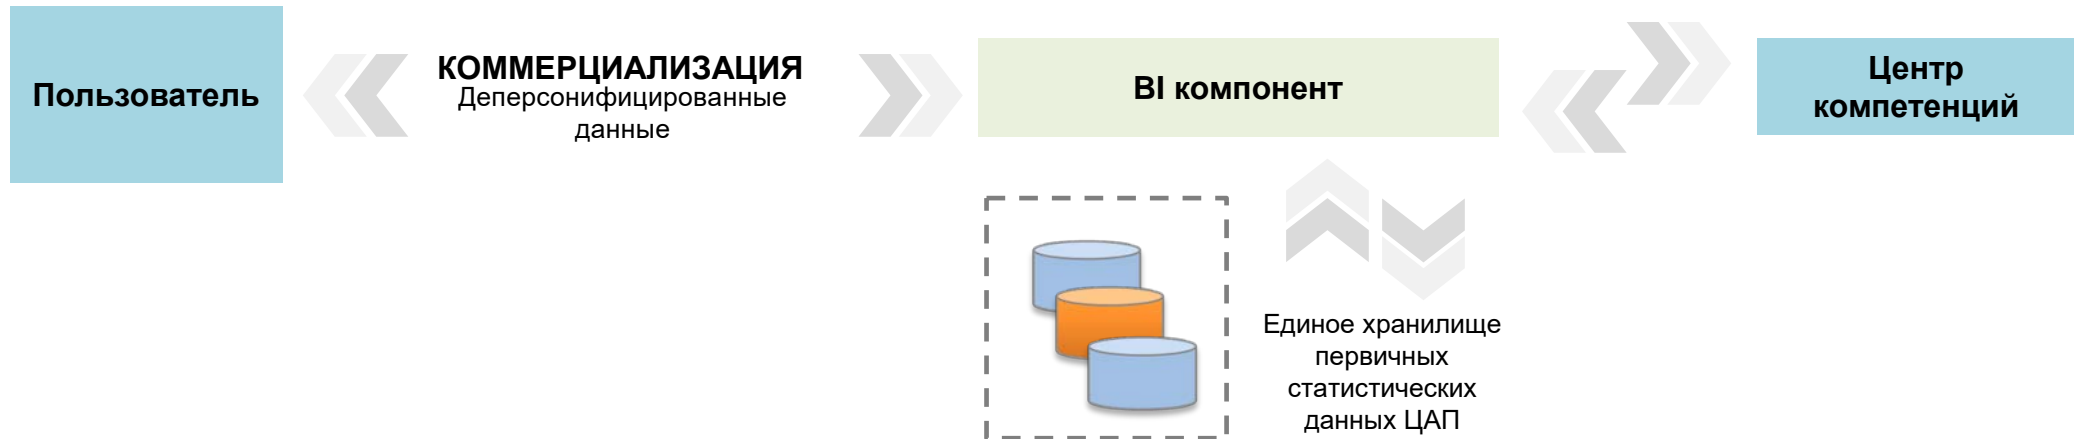 Пользователь
КОММЕРЦИАЛИЗАЦИЯ
Деперсонифицированные
данные
BI компонент
Центр
компетенций
Единое хранилище
первичных
статистических
данных ЦАП